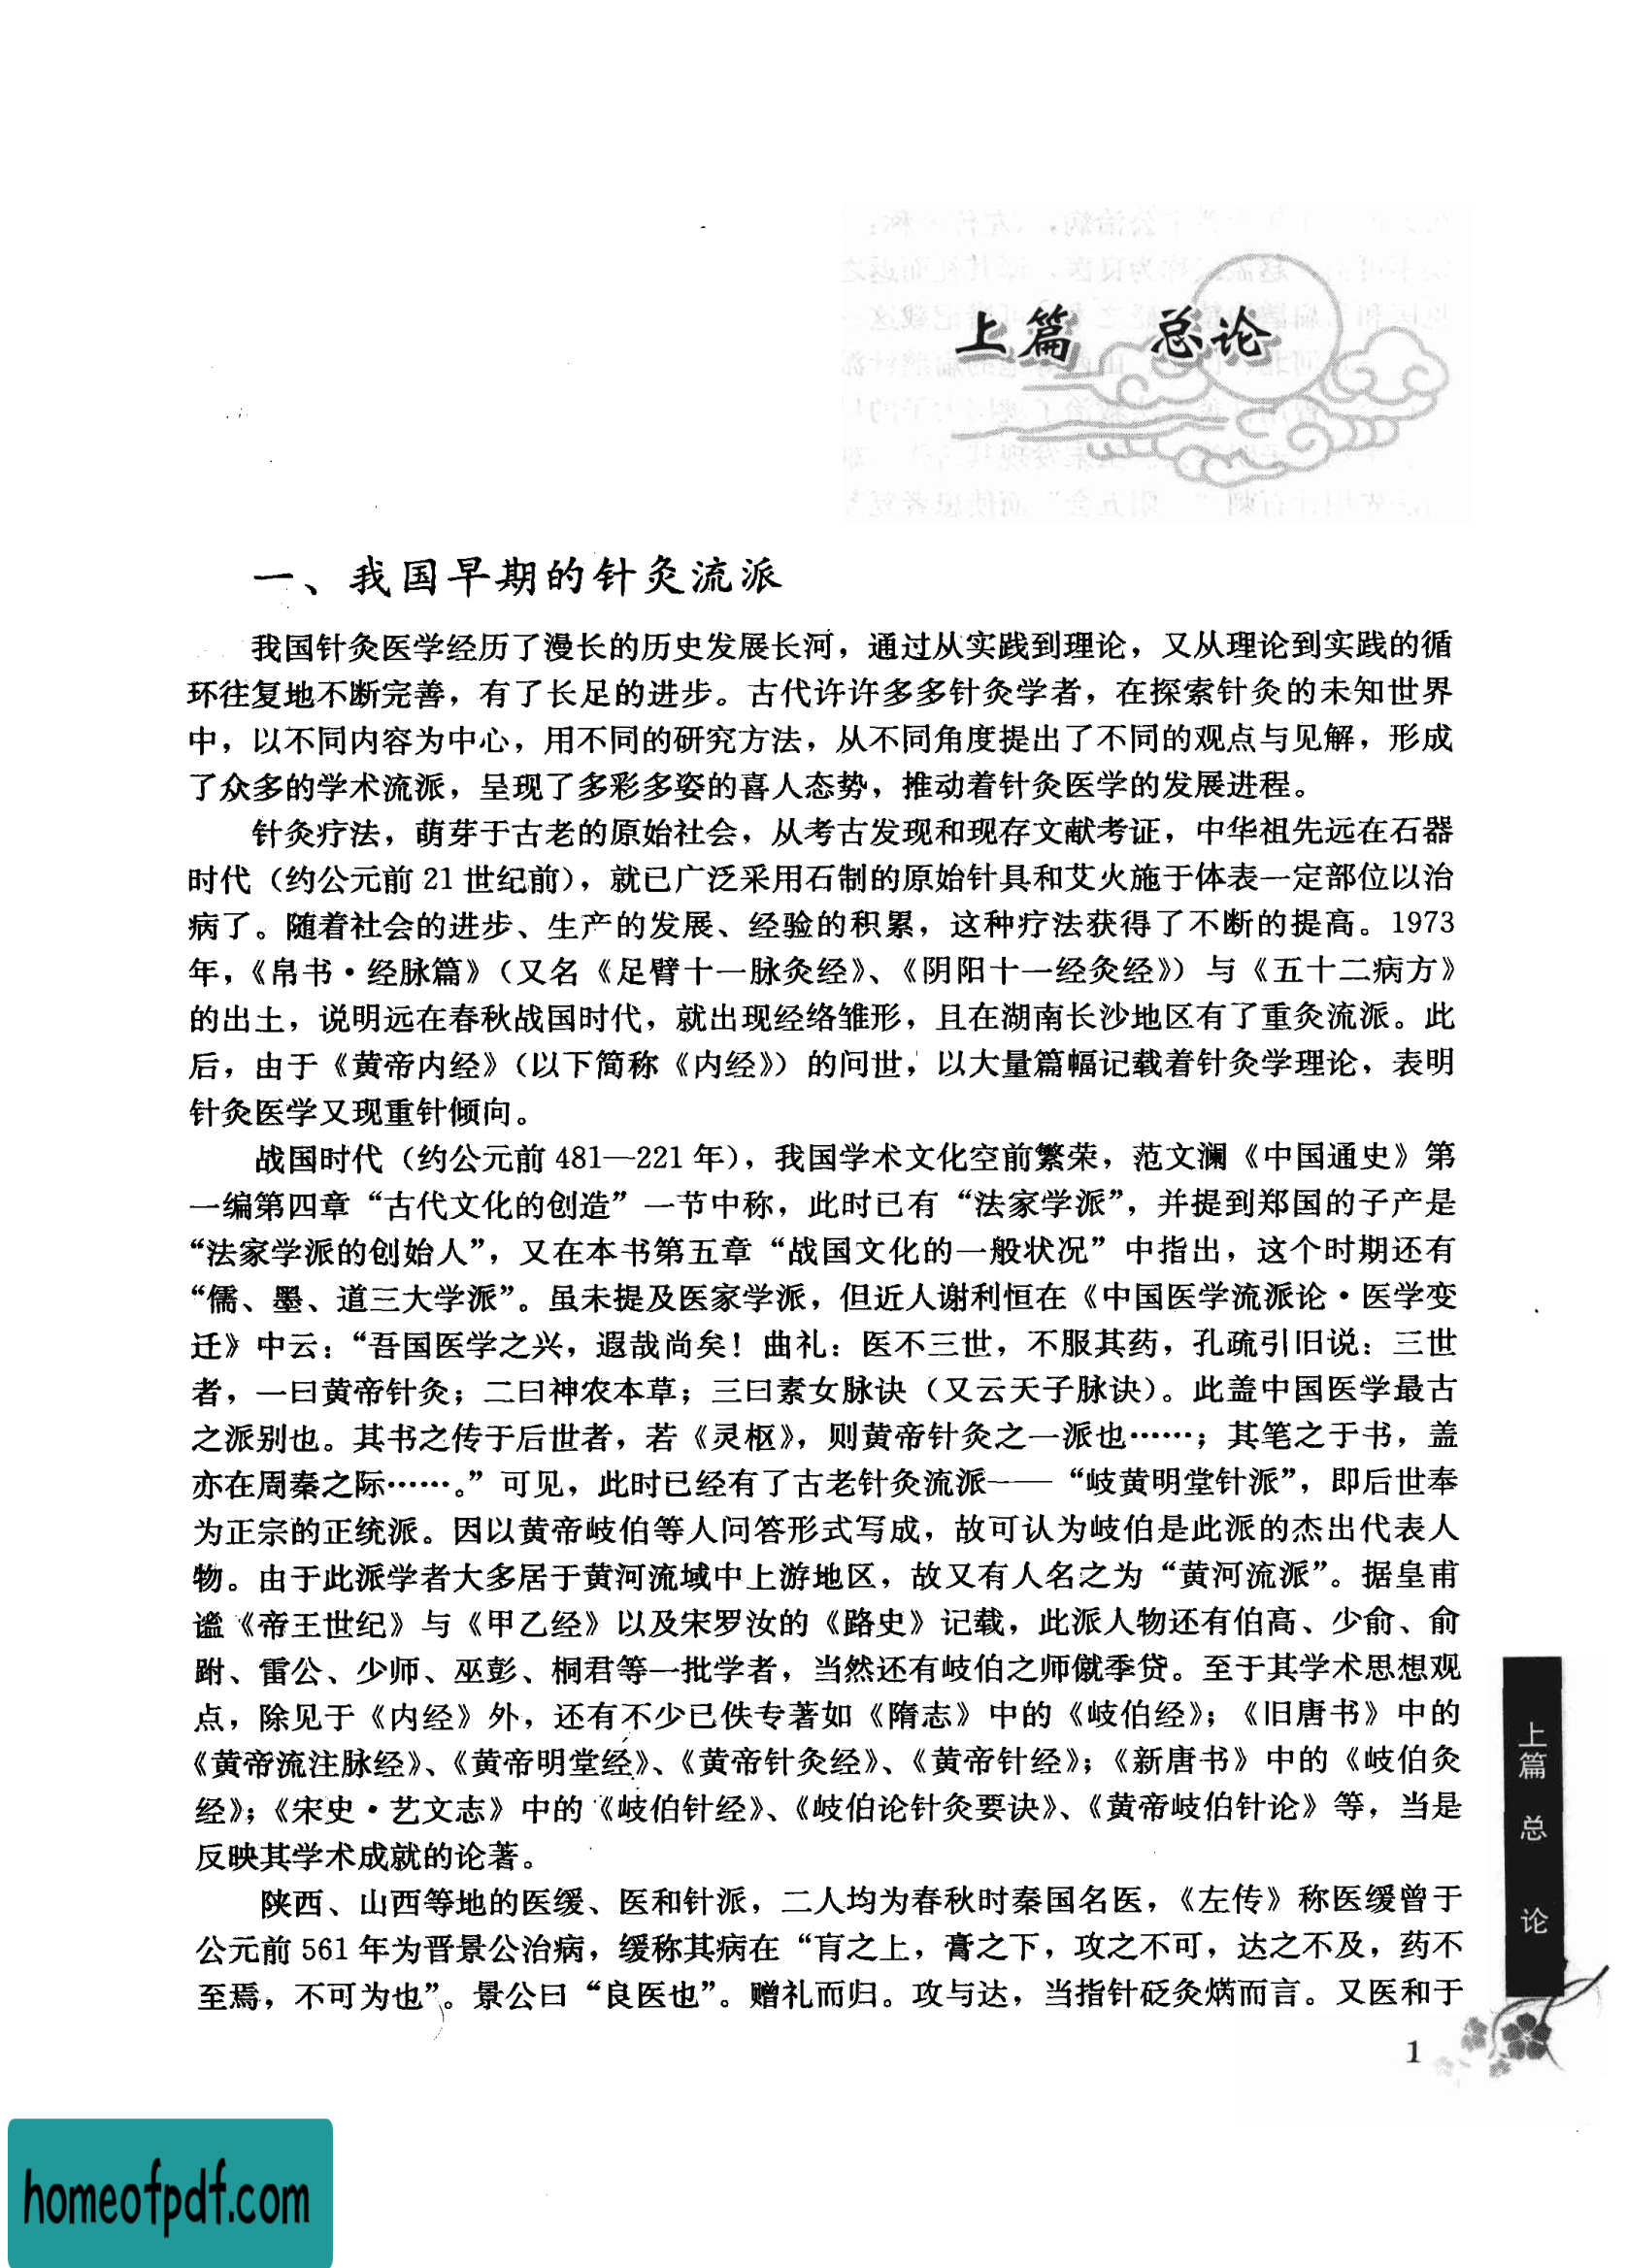 上篇　总论
一、我国早期的针灸流派
我国针灸医学经历了漫长的历史发展长河，通过从实践到理论，又从理论到实践的循
环往复地不断完善，有了长足的进步。古代许许多多针灸学者，在探索针灸的未知世界
中，以不同内容为中心，用不同的研究方法，从不同角度提出了不同的观点与见解，形成
了众多的学术流派，呈现了多彩多姿的喜人态势，推动着针灸医学的发展进程。
针灸疗法，萌芽于古老的原始社会，从考古发现和现存文献考证，中华祖先远在石器
时代（约公元前 21 世纪前），就已广泛采用石制的原始针具和艾火施于体表一定部位以治
病了。随着社会的进步、生产的发展、经验的积累，这种疗法获得了不断的提高。1973
年，《帛书·经脉篇》（又名《足臂十一脉灸经》、《阴阳十一经灸经》）与《五十二病方》
的出土，说明远在春秋战国时代，就出现经络雏形，且在湖南长沙地区有了重灸流派。此
后，由于《黄帝内经》（以下简称《内经》）的问世，以大量篇幅记载着针灸学理论，表明
针灸医学又现重针倾向。
战国时代（约公元前 481—221 年），我国学术文化空前繁荣，范文澜《中国通史》第
一编第四章“古代文化的创造”一节中称，此时已有“法家学派”，并提到郑国的子产是
“法家学派的创始人”，又在本书第五章“战国文化的一般状况”中指出，这个时期还有
“儒、墨、道三大学派”。虽未提及医家学派，但近人谢利恒在《中国医学流派论·医学变
迁》中云：“吾国医学之兴，遐哉尚矣！曲礼：医不三世，不服其药，孔疏引旧说：三世
者，一曰黄帝针灸；二曰神农本草；三曰素女脉诀（又云天子脉诀）。此盖中国医学最古
之派别也。其书之传于后世者，若《灵枢》，则黄帝针灸之一派也……；其笔之于书，盖
亦在周秦之际……。”可见，此时已经有了古老针灸流派——“岐黄明堂针派”，即后世奉
为正宗的正统派。因以黄帝岐伯等人问答形式写成，故可认为岐伯是此派的杰出代表人
物。由于此派学者大多居于黄河流域中上游地区，故又有人名之为“黄河流派”。据皇甫
谧《帝王世纪》与《甲乙经》以及宋罗汝的《路史》记载，此派人物还有伯高、少俞、俞
跗、雷公、少师、巫彭、桐君等一批学者，当然还有岐伯之师僦季贷。至于其学术思想观
点，除见于《内经》外，还有不少已佚专著如《隋志》中的《岐伯经》；《旧唐书》中的
《黄帝流注脉经》、《黄帝明堂经》、《黄帝针灸经》、《黄帝针经》；《新唐书》中的《岐伯灸
经》；《宋史·艺文志》中的《岐伯针经》、《岐伯论针灸要诀》、《黄帝岐伯针论》等，当是
反映其学术成就的论著。
陕西、山西等地的医缓、医和针派，二人均为春秋时秦国名医，《左传》称医缓曾于
公元前 561 年为晋景公治病，缓称其病在“肓之上，膏之下，攻之不可，达之不及，药不
至焉，不可为也”。景公曰“良医也”。赠礼而归。攻与达，当指针砭灸焫而言。又医和于
上篇　总　论
1
homeofpdf.com